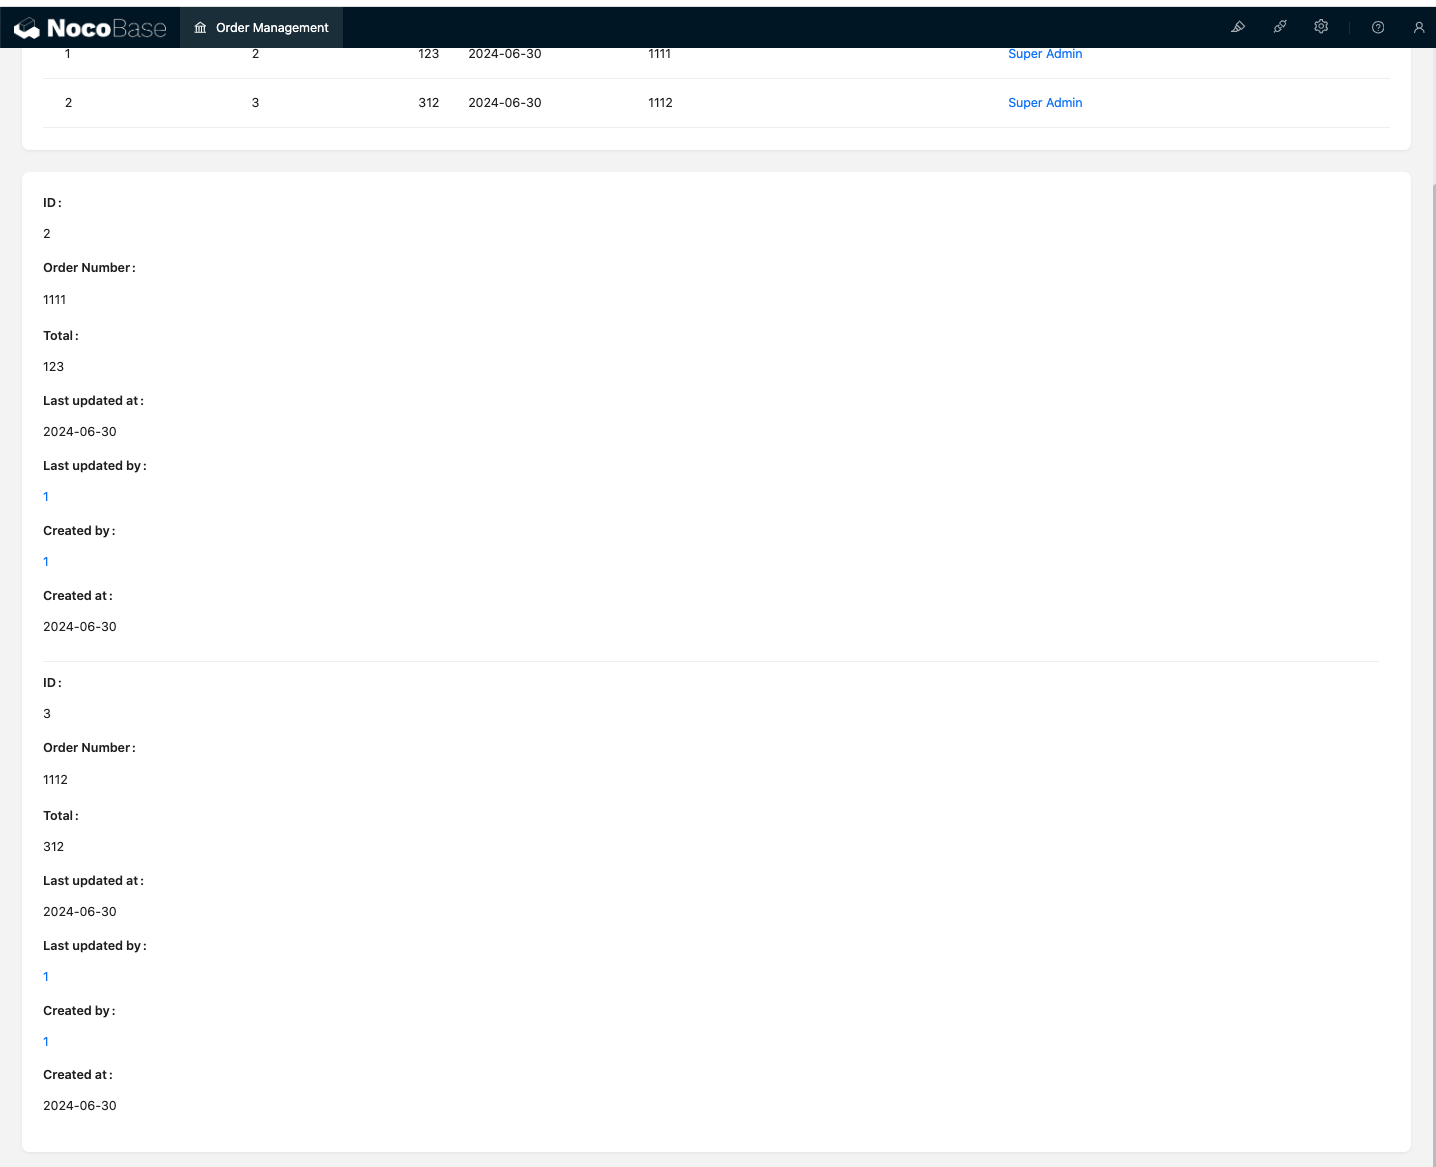 NocoBase Order Management
1 2 123 2024-06-30 1111 Super Admin
2 3 312 2024-06-30 1112 Super Admin
ID:
2
Order Number:
1111
Total:
123
Last updated at:
2024-06-30
Last updated by:
1
Created by:
1
Created at:
2024-06-30
ID:
3
Order Number:
1112
Total:
312
Last updated at:
2024-06-30
Last updated by:
1
Created by:
1
Created at:
2024-06-30